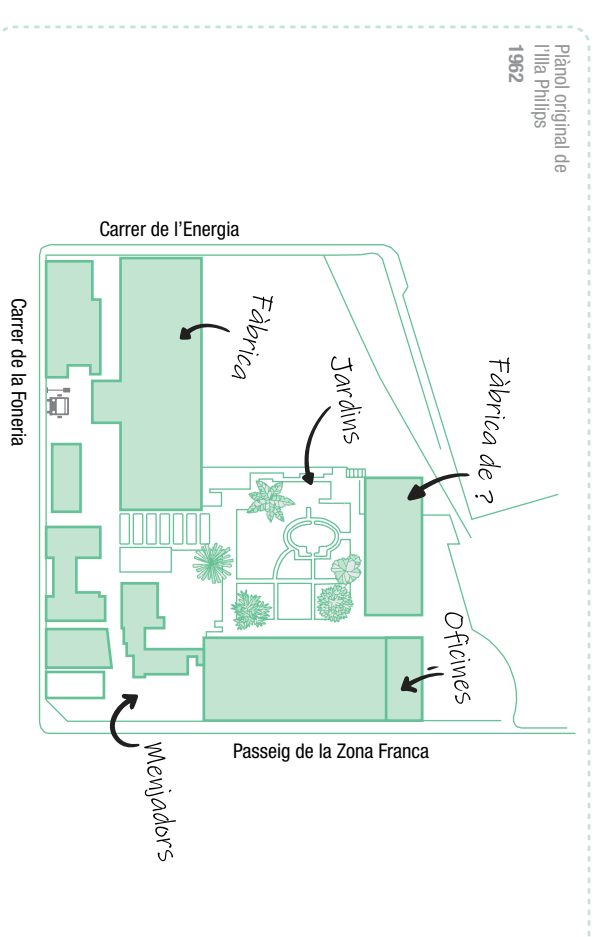 Plànol original de
l'Illa Philips
1962
Carrer de l'Energia
Carrer de la Foneria
Fàbrica
Jardins
Fàbrica de ?
Oficines
Passeig de la Zona Franca
Menjadors